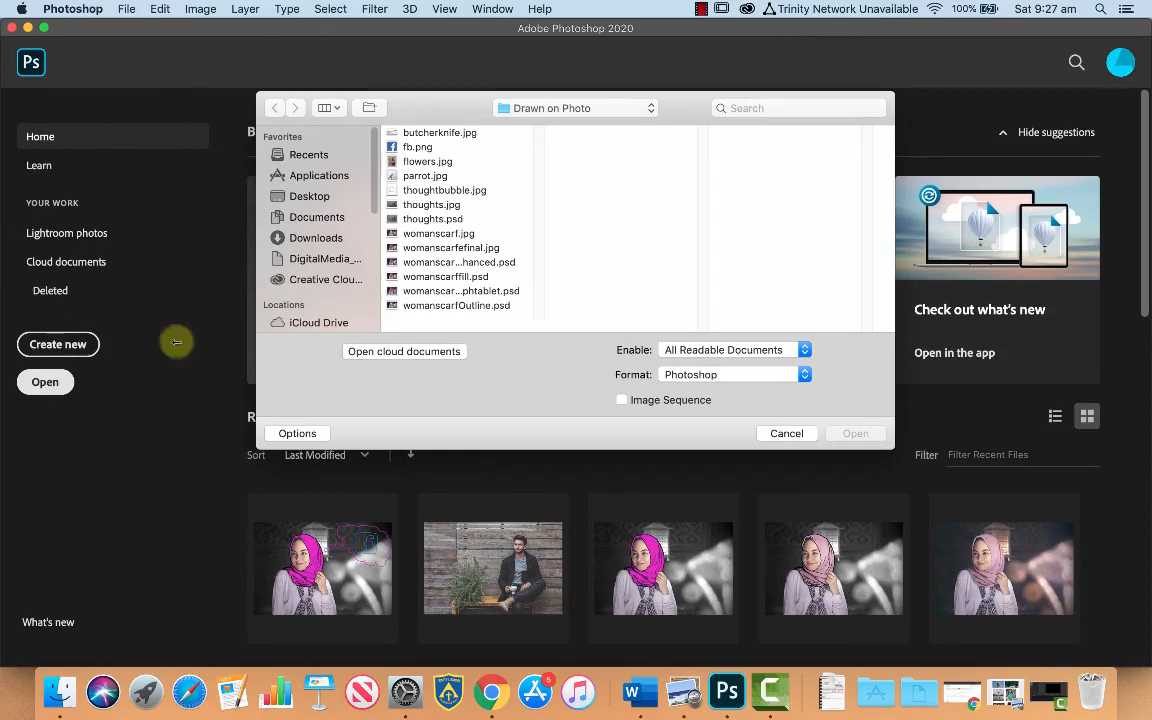 Photoshop File Edit Image Layer Type Select Filter 3D View Window Help Trinity Network Unavailable 100% Sat 9:27 am
Adobe Photoshop 2020
Ps
Drawn on Photo
Search
Home
Learn
YOUR WORK
Lightroom photos
Cloud documents
Deleted
Create new
Open
What's new
B
Hide suggestions
Favorites
Recents
Applications
Desktop
Documents
Downloads
DigitalMedia_...
Creative Clou...
Locations
iCloud Drive
butcherknife.jpg
fb.png
flowers.jpg
parrot.jpg
thoughtbubble.jpg
thoughts.jpg
thoughts.psd
womanscarf.jpg
womanscarfefinal.jpg
womanscar...hanced.psd
womanscarffill.psd
womanscar...phtablet.psd
womanscarfOutline.psd
Open cloud documents
Enable: All Readable Documents
Format: Photoshop
Image Sequence
Options
Cancel
Open
Check out what's new
Open in the app
R
Sort Last Modified
Filter Filter Recent Files
5
W
Ps
C